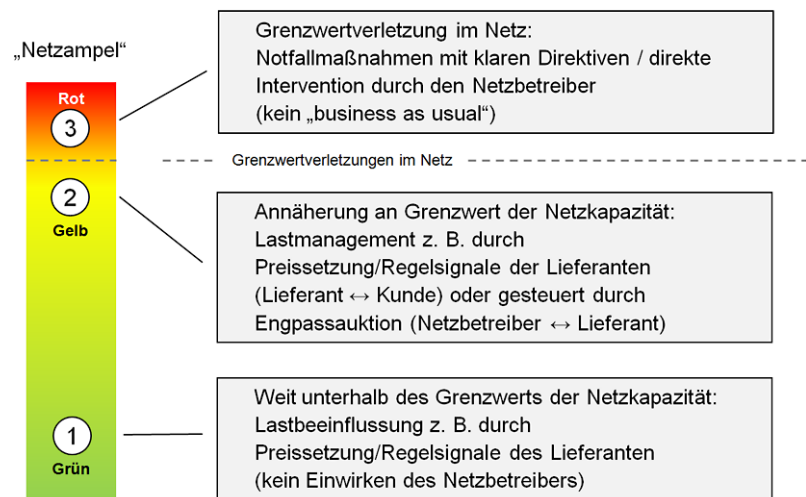 „Netzampel“
Rot
3
2
Gelb
1
Grün
Grenzwertverletzung im Netz:
Notfallmaßnahmen mit klaren Direktiven / direkte
Intervention durch den Netzbetreiber
(kein „business as usual“)
Grenzwertverletzungen im Netz
Annäherung an Grenzwert der Netzkapazität:
Lastmanagement z. B. durch
Preissetzung/Regelsignale der Lieferanten
(Lieferant ↔ Kunde) oder gesteuert durch
Engpassauktion (Netzbetreiber ↔ Lieferant)
Weit unterhalb des Grenzwerts der Netzkapazität:
Lastbeeinflussung z. B. durch
Preissetzung/Regelsignale des Lieferanten
(kein Einwirken des Netzbetreibers)